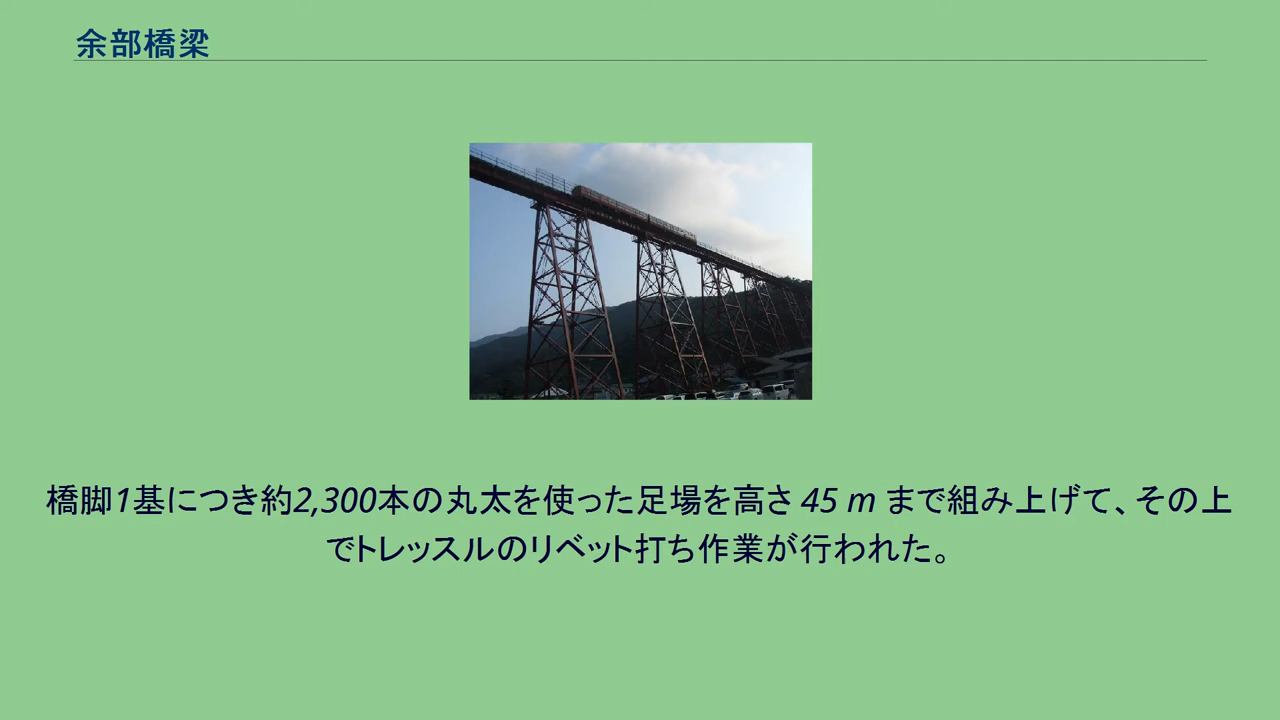 余部橋梁
橋脚1基につき約2,300本の丸太を使った足場を高さ 45 m まで組み上げて、その上
でトレッスルのリベット打ち作業が行われた。